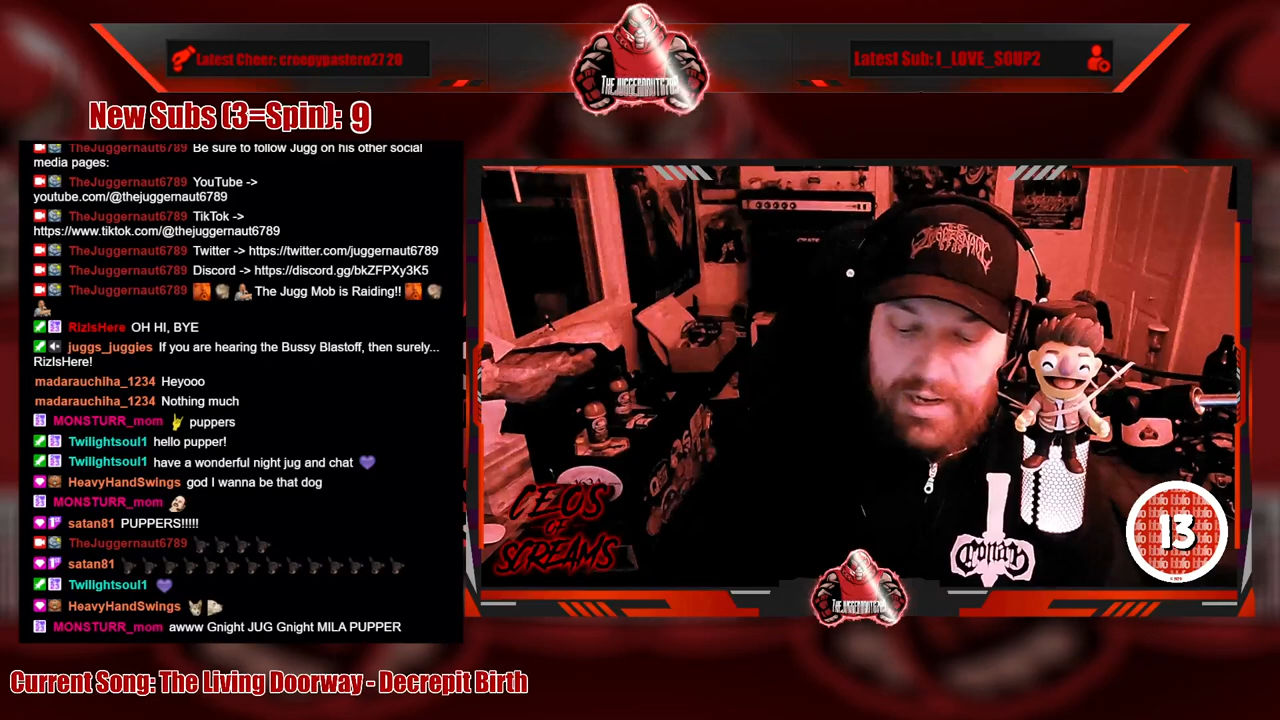 Latest Cheer: creepypastero27 20
THEJUGGERNAUT6789
Latest Sub: I_LOVE_SOUP2
New Subs (3=Spin): 9
TheJuggernaut6789 Be sure to follow Jugg on his other social
media pages:
TheJuggernaut6789 YouTube ->
youtube.com/@thejuggernaut6789
TheJuggernaut6789 TikTok ->
https://www.tiktok.com/@thejuggernaut6789
TheJuggernaut6789 Twitter -> https://twitter.com/juggernaut6789
TheJuggernaut6789 Discord -> https://discord.gg/bkZFPXy3K5
TheJuggernaut6789 The Jugg Mob is Raiding!!
RizIsHere OH HI, BYE
juggs_juggies If you are hearing the Bussy Blastoff, then surely...
RizIsHere!
madarauchiha_1234 Heyooo
madarauchiha_1234 Nothing much
MONSTURR_mom puppers
Twilightsoul1 hello pupper!
Twilightsoul1 have a wonderful night jug and chat
HeavyHandSwings god I wanna be that dog
MONSTURR_mom
satan81 PUPPERS!!!!!
TheJuggernaut6789
satan81
Twilightsoul1
HeavyHandSwings
MONSTURR_mom awww Gnight JUG Gnight MILA PUPPER
CRATE
JUGGERNAUT
6789
CEOS
OF
SCREAMS
CONAN
13
THEJUGGERNAUT6789
Current Song: The Living Doorway - Decrepit Birth